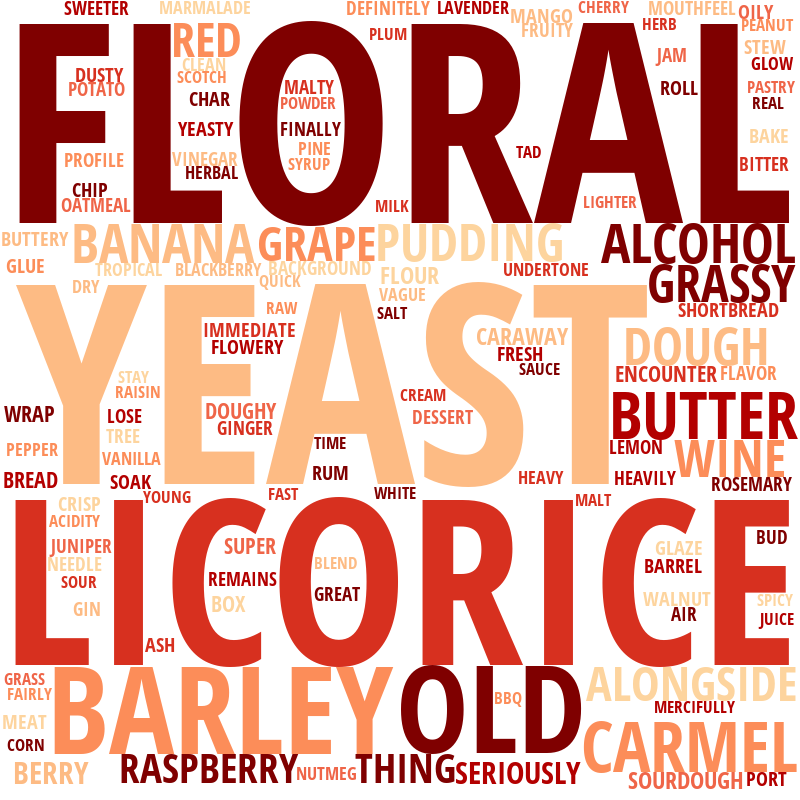 SWEETER
MARMALADE
DEFINITELY
LAVENDER
MANGO
CHERRY
MOUTHFEEL
OILY
FLORAL
RED
PLUM
FRUITY
HERB
PEANUT
CLEAN
JAM
STEW
GLOW
DUSTY
SCOTCH
POTATO
MALTY
ROLL
PASTRY
CHAR
POWDER
REAL
YEASTY
FINALLY
BAKE
PROFILE
VINEGAR
PINE
TAD
HERBAL
SYRUP
BITTER
CHIP
OATMEAL
MILK
LIGHTER
BUTTERY
BANANA
GRAPE
PUDDING
ALCOHOL
GLUE
TROPICAL
BLACKBERRY
BACKGROUND
FLOUR
UNDERTONE
GRASSY
DRY
QUICK
VAGUE
YEAST
RAW
SALT
SHORTBREAD
IMMEDIATE
FLOWERY
CARAWAY
FRESH
SAUCE
DOUGH
STAY
RAISIN
ENCOUNTER
FLAVOR
WRAP
LOSE
DOUGHY
CREAM
DESSERT
BUTTER
GINGER
TREE
TIME
PEPPER
VANILLA
LEMON
WINE
BREAD
SOAK
RUM
HEAVY
HEAVILY
ROSEMARY
YOUNG
FAST
WHITE
MALT
LICORICE
CRISP
ACIDITY
BUD
JUNIPER
SUPER
GLAZE
NEEDLE
BLEND
BARREL
SOUR
REMAINS
GREAT
GIN
BOX
WALNUT
SPICY
AIR
JUICE
ASH
GRASS
BARLEY
OLD
ALONGSIDE
FAIRLY
BBQ
MERCIFULLY
MEAT
CARMEL
CORN
BERRY
RASPBERRY
NUTMEG
THING
SERIOUSLY
SOURDOUGH
PORT